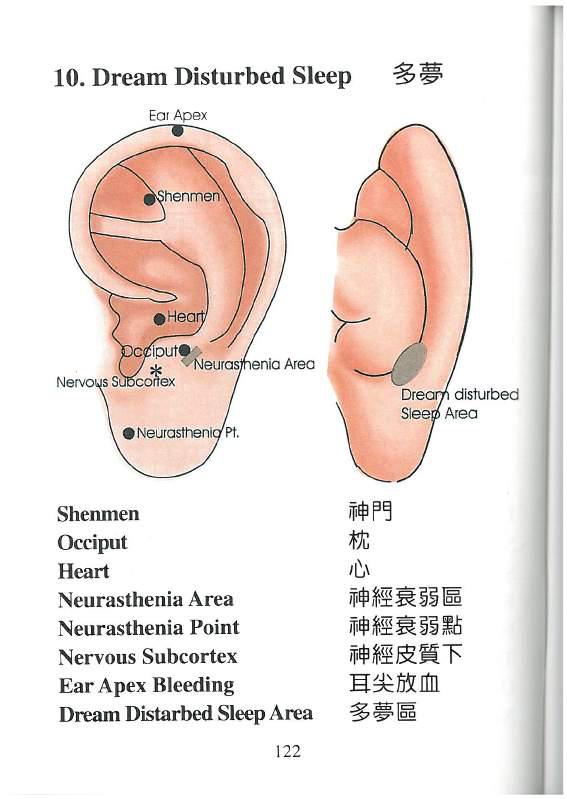 10. Dream Disturbed Sleep 多夢
Ear Apex
Shenmen
Heart
Occiput
Neurasthenia Area
Nervous Subcortex
Dream disturbed
Sleep Area
Neurasthenia Pt.
Shenmen 神門
Occiput 枕
Heart 心
Neurasthenia Area 神經衰弱區
Neurasthenia Point 神經衰弱點
Nervous Subcortex 神經皮質下
Ear Apex Bleeding 耳尖放血
Dream Distarbed Sleep Area 多夢區
122